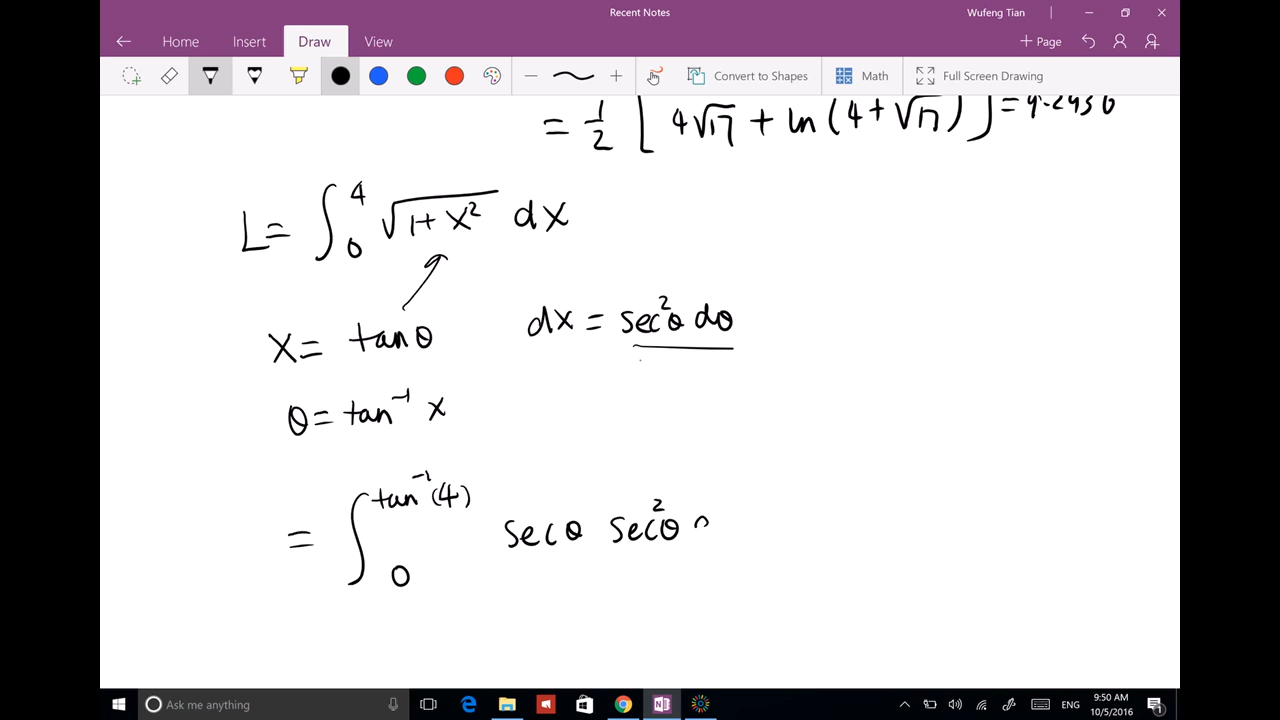 Recent Notes
Wufeng Tian
Home Insert Draw View
+ Page
Convert to Shapes Math Full Screen Drawing
= 1/2 [4√17 + ln(4+√17)] =
L= ∫₀⁴ √(1+x²) dx
x= tanθ dx = sec²θ dθ
θ= tan⁻¹ x
= ∫₀^(tan⁻¹(4)) secθ sec²θ
Ask me anything
ENG
9:50 AM
10/5/2016
1